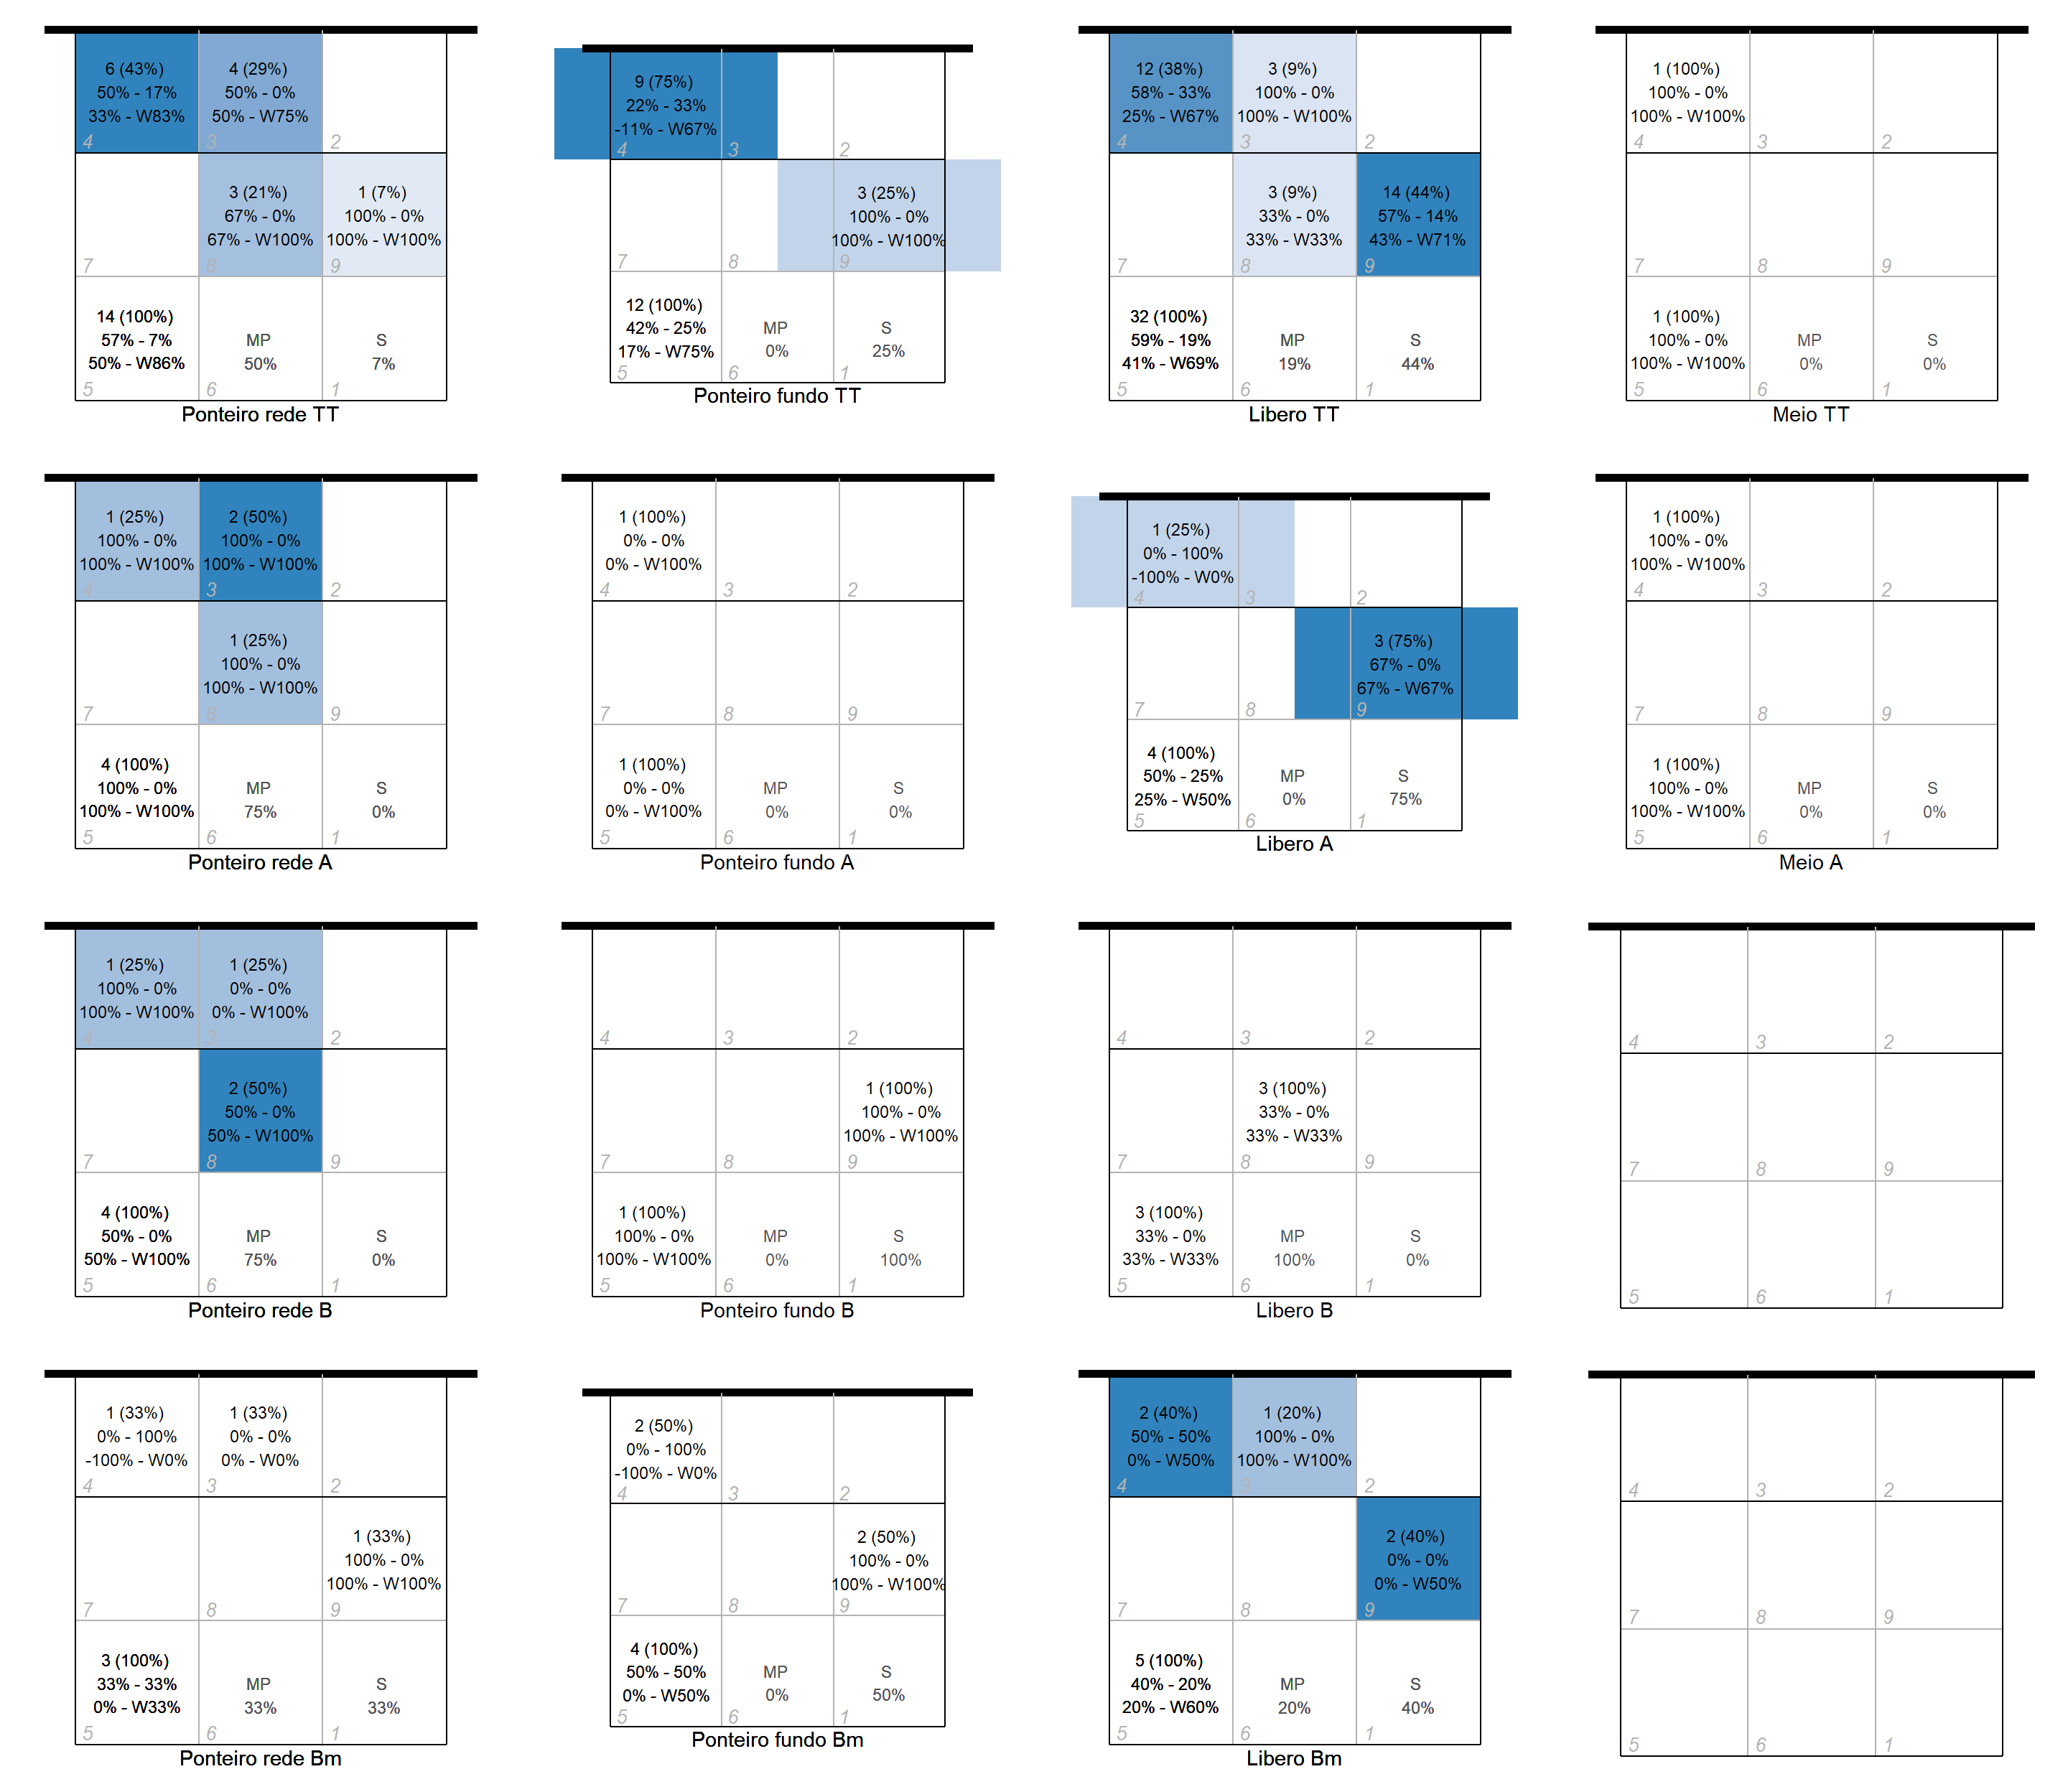 6 (43%)
50% - 17%
33% - W83%
4
4 (29%)
50% - 0%
50% - W75%
3
2
7
3 (21%)
67% - 0%
67% - W100%
8
1 (7%)
100% - 0%
100% - W100%
9
14 (100%)
57% - 7%
50% - W86%
5
MP
50%
6
S
7%
1
Ponteiro rede TT
9 (75%)
22% - 33%
-11% - W67%
4
3
2
7
8
3 (25%)
100% - 0%
100% - W100%
9
12 (100%)
42% - 25%
17% - W75%
5
MP
0%
6
S
25%
1
Ponteiro fundo TT
12 (38%)
58% - 33%
25% - W67%
4
3 (9%)
100% - 0%
100% - W100%
3
2
7
3 (9%)
33% - 0%
33% - W33%
8
14 (44%)
57% - 14%
43% - W71%
9
32 (100%)
59% - 19%
41% - W69%
5
MP
19%
6
S
44%
1
Libero TT
1 (100%)
100% - 0%
100% - W100%
4
3
2
7
8
9
1 (100%)
100% - 0%
100% - W100%
5
MP
0%
6
S
0%
1
Meio TT
1 (25%)
100% - 0%
100% - W100%
4
2 (50%)
100% - 0%
100% - W100%
3
2
7
1 (25%)
100% - 0%
100% - W100%
8
9
4 (100%)
100% - 0%
100% - W100%
5
MP
75%
6
S
0%
1
Ponteiro rede A
1 (100%)
0% - 0%
0% - W100%
4
3
2
7
8
9
1 (100%)
0% - 0%
0% - W100%
5
MP
0%
6
S
0%
1
Ponteiro fundo A
1 (25%)
0% - 100%
-100% - W0%
4
3
2
7
8
3 (75%)
67% - 0%
67% - W67%
9
4 (100%)
50% - 25%
25% - W50%
5
MP
0%
6
S
75%
1
Libero A
1 (100%)
100% - 0%
100% - W100%
4
3
2
7
8
9
1 (100%)
100% - 0%
100% - W100%
5
MP
0%
6
S
0%
1
Meio A
1 (25%)
100% - 0%
100% - W100%
4
1 (25%)
0% - 0%
0% - W100%
3
2
7
2 (50%)
50% - 0%
50% - W100%
8
9
4 (100%)
50% - 0%
50% - W100%
5
MP
75%
6
S
0%
1
Ponteiro rede B
4
3
2
7
8
1 (100%)
100% - 0%
100% - W100%
9
1 (100%)
100% - 0%
100% - W100%
5
MP
0%
6
S
100%
1
Ponteiro fundo B
4
3
2
7
3 (100%)
33% - 0%
33% - W33%
8
9
3 (100%)
33% - 0%
33% - W33%
5
MP
100%
6
S
0%
1
Libero B
4
3
2
7
8
9
5
6
1
1 (33%)
0% - 100%
-100% - W0%
4
1 (33%)
0% - 0%
0% - W0%
3
2
7
8
1 (33%)
100% - 0%
100% - W100%
9
3 (100%)
33% - 33%
0% - W33%
5
MP
33%
6
S
33%
1
Ponteiro rede Bm
2 (50%)
0% - 100%
-100% - W0%
4
3
2
7
8
2 (50%)
100% - 0%
100% - W100%
9
4 (100%)
50% - 50%
0% - W50%
5
MP
0%
6
S
50%
1
Ponteiro fundo Bm
2 (40%)
50% - 50%
0% - W50%
4
1 (20%)
100% - 0%
100% - W100%
3
2
7
8
2 (40%)
0% - 0%
0% - W50%
9
5 (100%)
40% - 20%
20% - W60%
5
MP
20%
6
S
40%
1
Libero Bm
4
3
2
7
8
9
5
6
1